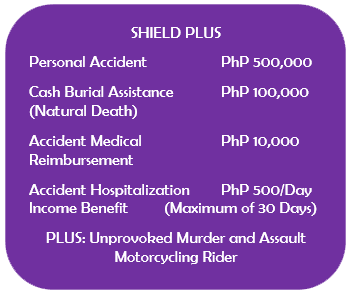 SHIELD PLUS
Personal Accident PhP 500,000
Cash Burial Assistance PhP 100,000
(Natural Death)
Accident Medical PhP 10,000
Reimbursement
Accident Hospitalization PhP 500/Day
Income Benefit (Maximum of 30 Days)
PLUS: Unprovoked Murder and Assault
Motorcycling Rider